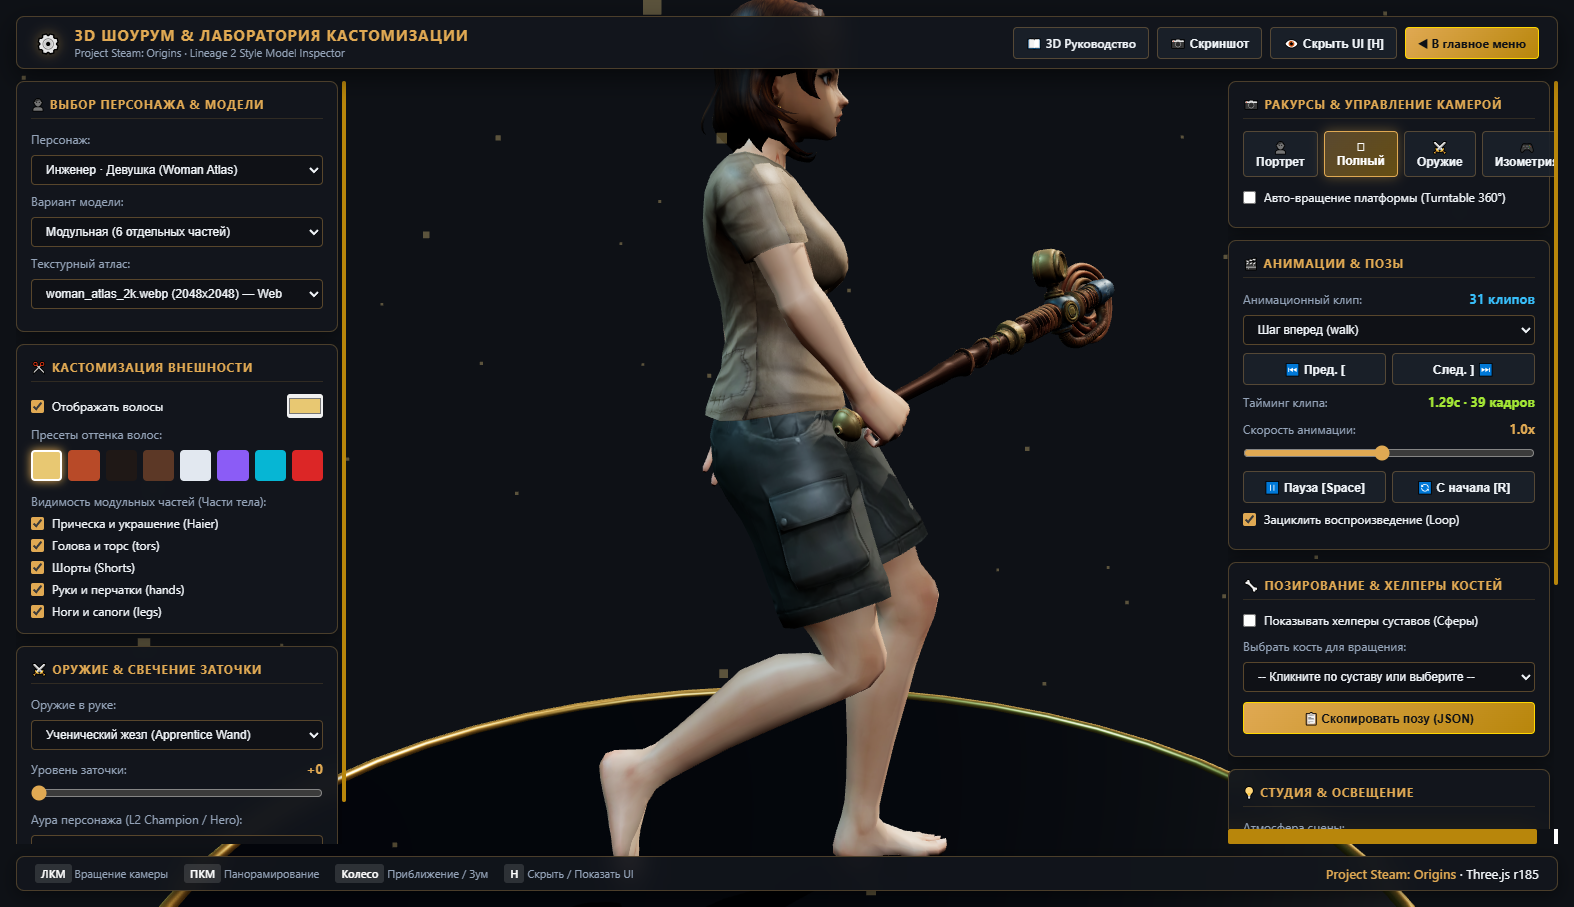 3D ШОУРУМ & ЛАБОРАТОРИЯ КАСТОМИЗАЦИИ
Project Steam: Origins · Lineage 2 Style Model Inspector
3D Руководство
Скриншот
Скрыть UI [H]
◀ В главное меню
ВЫБОР ПЕРСОНАЖА & МОДЕЛИ
Персонаж:
Инженер - Девушка (Woman Atlas)
Вариант модели:
Модульная (6 отдельных частей)
Текстурный атлас:
woman_atlas_2k.webp (2048x2048) — Web
КАСТОМИЗАЦИЯ ВНЕШНОСТИ
Отображать волосы
Пресеты оттенка волос:
Видимость модульных частей (Части тела):
Прическа и украшение (Haier)
Голова и торс (tors)
Шорты (Shorts)
Руки и перчатки (hands)
Ноги и сапоги (legs)
ОРУЖИЕ & СВЕЧЕНИЕ ЗАТОЧКИ
Оружие в руке:
Ученический жезл (Apprentice Wand)
Уровень заточки: +0
Аура персонажа (L2 Champion / Hero):
РАКУРСЫ & УПРАВЛЕНИЕ КАМЕРОЙ
Портрет
Полный
Оружие
Изометрия
Авто-вращение платформы (Turntable 360°)
АНИМАЦИИ & ПОЗЫ
Анимационный клип: 31 клипов
Шаг вперед (walk)
Пред. [
След. ]
Тайминг клипа: 1.29с · 39 кадров
Скорость анимации: 1.0x
Пауза [Space]
С начала [R]
Зациклить воспроизведение (Loop)
ПОЗИРОВАНИЕ & ХЕЛПЕРЫ КОСТЕЙ
Показывать хелперы суставов (Сферы)
Выбрать кость для вращения:
-- Кликните по суставу или выберите --
Скопировать позу (JSON)
СТУДИЯ & ОСВЕЩЕНИЕ
Атмосфера сцены:
ЛКМ Вращение камеры
ПКМ Панорамирование
Колесо Приближение / Зум
H Скрыть / Показать UI
Project Steam: Origins · Three.js r185